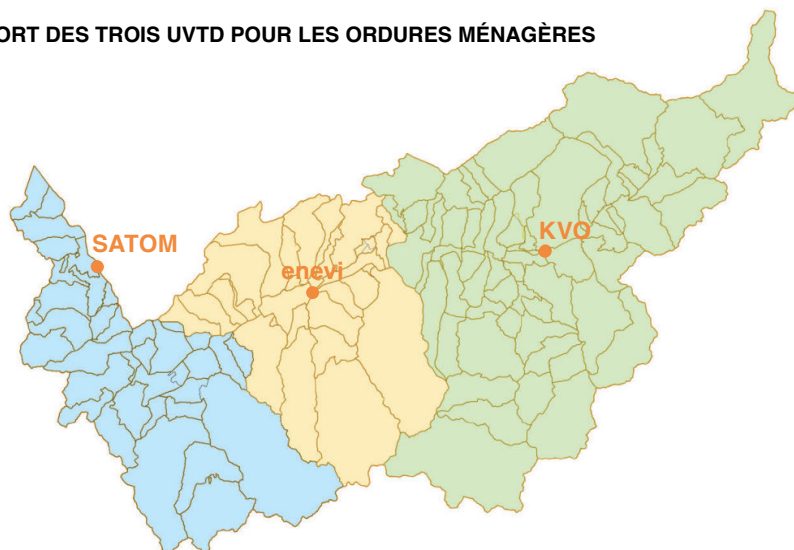 ORT DES TROIS UVTD POUR LES ORDURES MÉNAGÈRES
SATOM
KVO
enevi